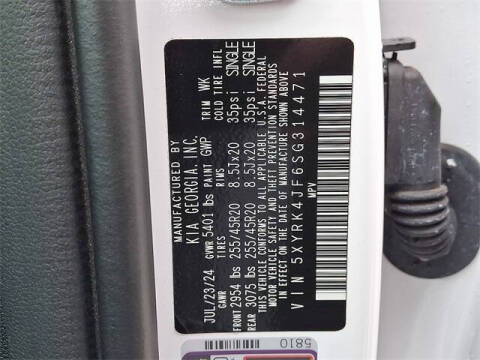 MANUFACTURED BY
KIA GEORGIA, INC.
JUL/23/24 GVWR 5401 lbs PAINT GWP TRIM WK
GAWR TIRES RIMS COLD TIRE INFL
FRONT 2954 lbs 255/45R20 8.5Jx20 35psi SINGLE
REAR 3075 lbs 255/45R20 8.5Jx20 35psi SINGLE
THIS VEHICLE CONFORMS TO ALL APPLICABLE U.S.A. FEDERAL
MOTOR VEHICLE SAFETY AND THEFT PREVENTION STANDARDS
IN EFFECT ON THE DATE OF MANUFACTURE SHOWN ABOVE
VIN 5XYRK4JF6SG314471
MPV
5810